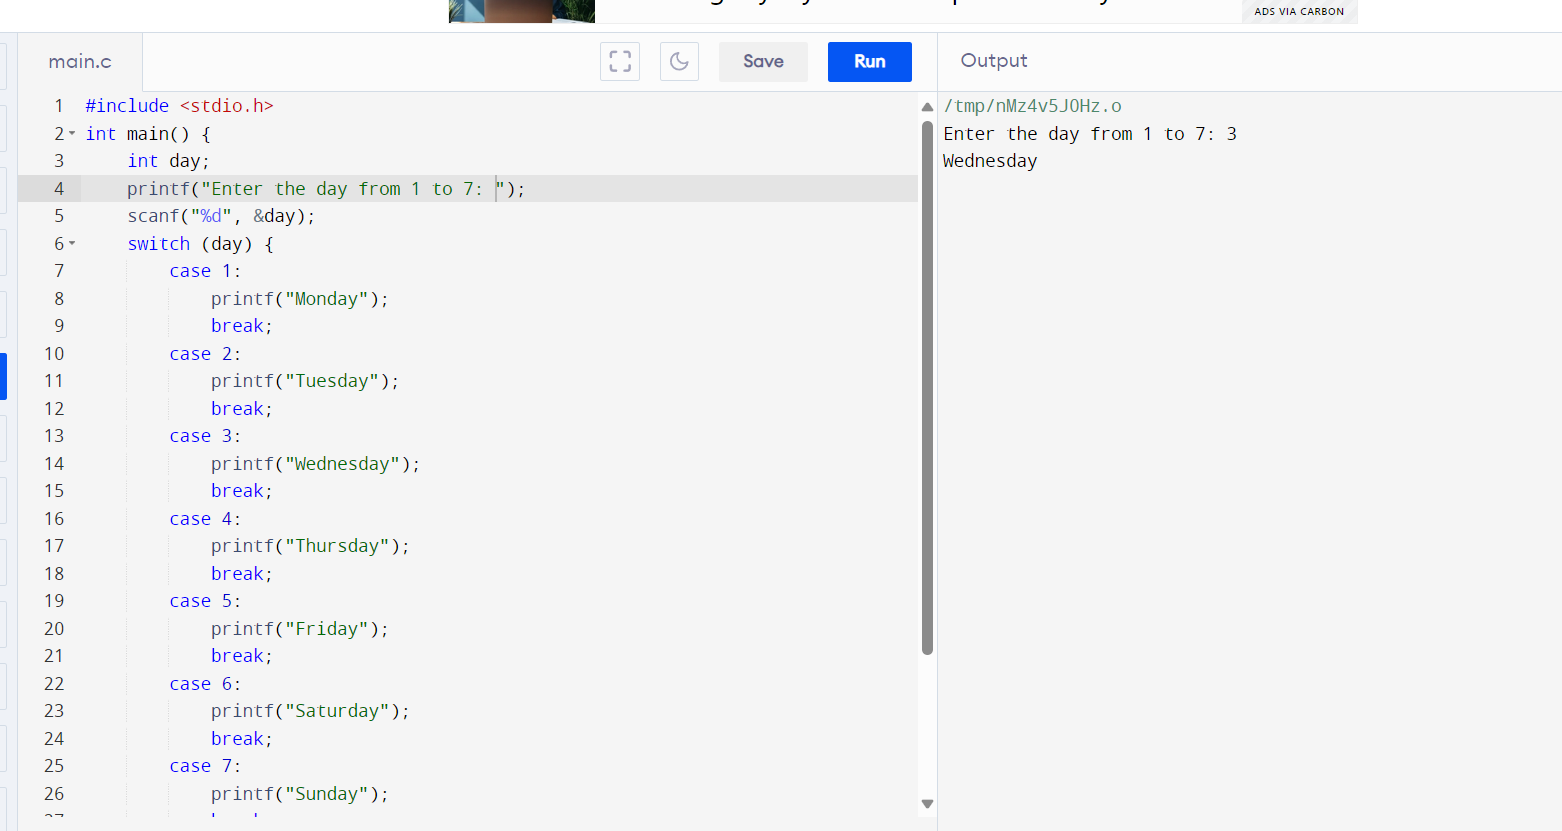 ADS VIA CARBON
main.c
Save
Run
Output
1 #include <stdio.h>
2 int main() {
3     int day;
4     printf("Enter the day from 1 to 7: ");
5     scanf("%d", &day);
6     switch (day) {
7         case 1:
8             printf("Monday");
9             break;
10         case 2:
11             printf("Tuesday");
12             break;
13         case 3:
14             printf("Wednesday");
15             break;
16         case 4:
17             printf("Thursday");
18             break;
19         case 5:
20             printf("Friday");
21             break;
22         case 6:
23             printf("Saturday");
24             break;
25         case 7:
26             printf("Sunday");
/tmp/nMz4v5JOHz.o
Enter the day from 1 to 7: 3
Wednesday